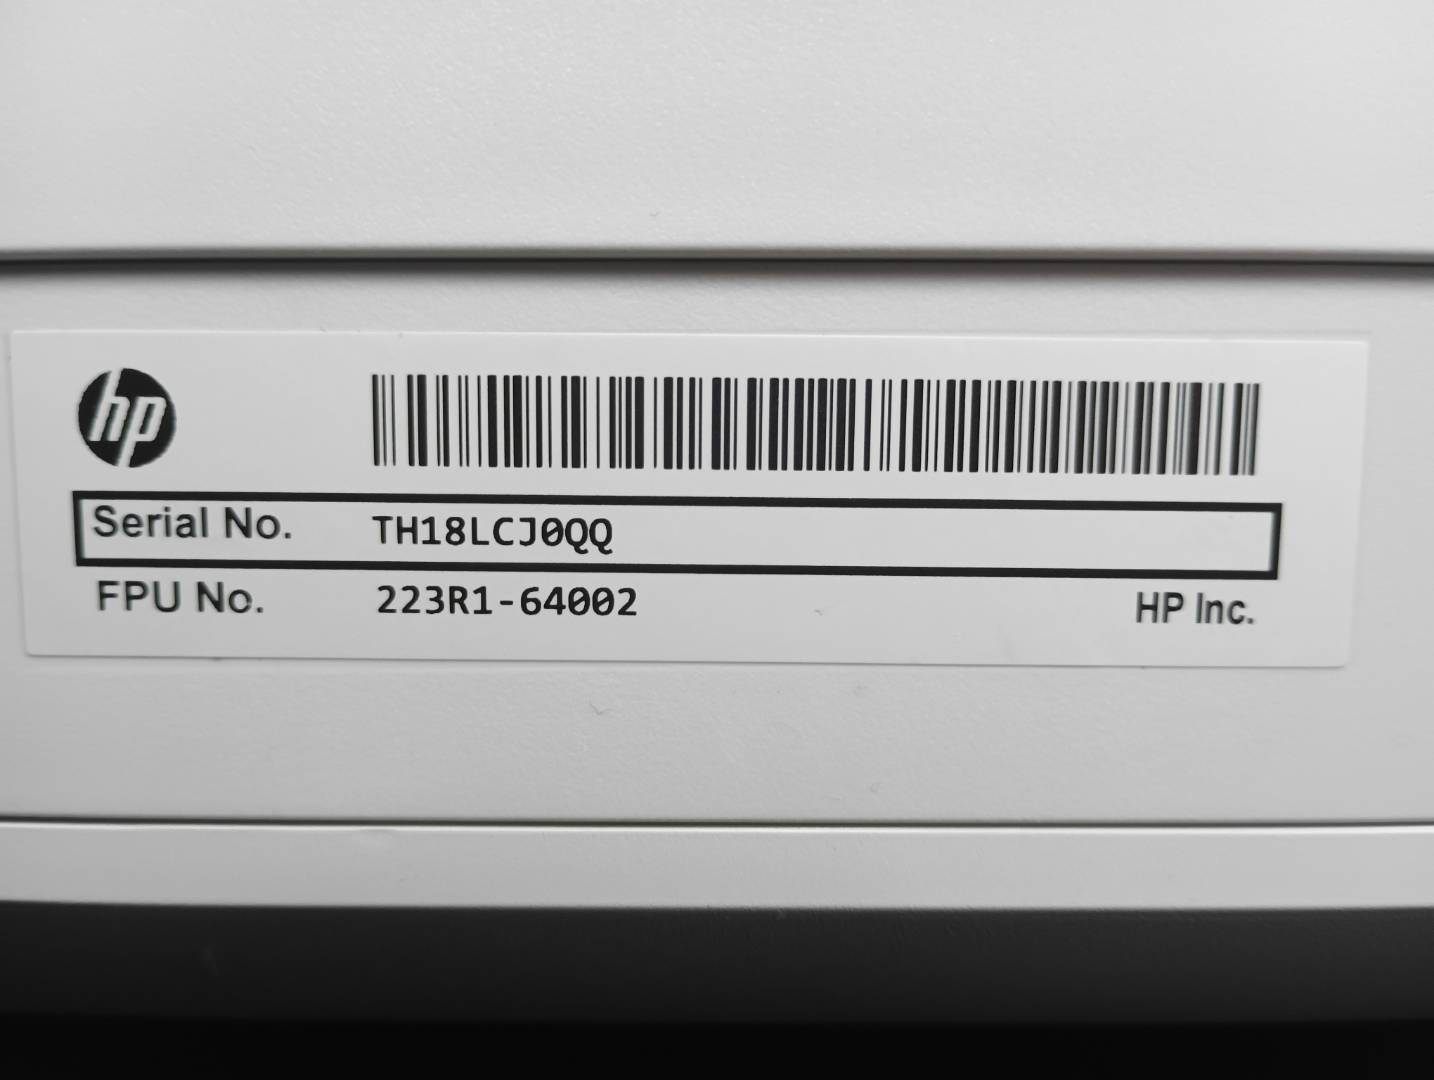 hp
Serial No. TH18LCJ0QQ
FPU No. 223R1-64002
HP Inc.